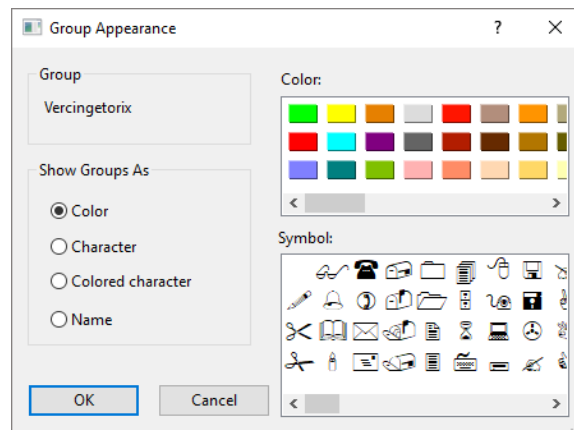 Group Appearance
Group
Vercingetorix
Show Groups As
Color
Character
Colored character
Name
OK
Cancel
Color:
Symbol: